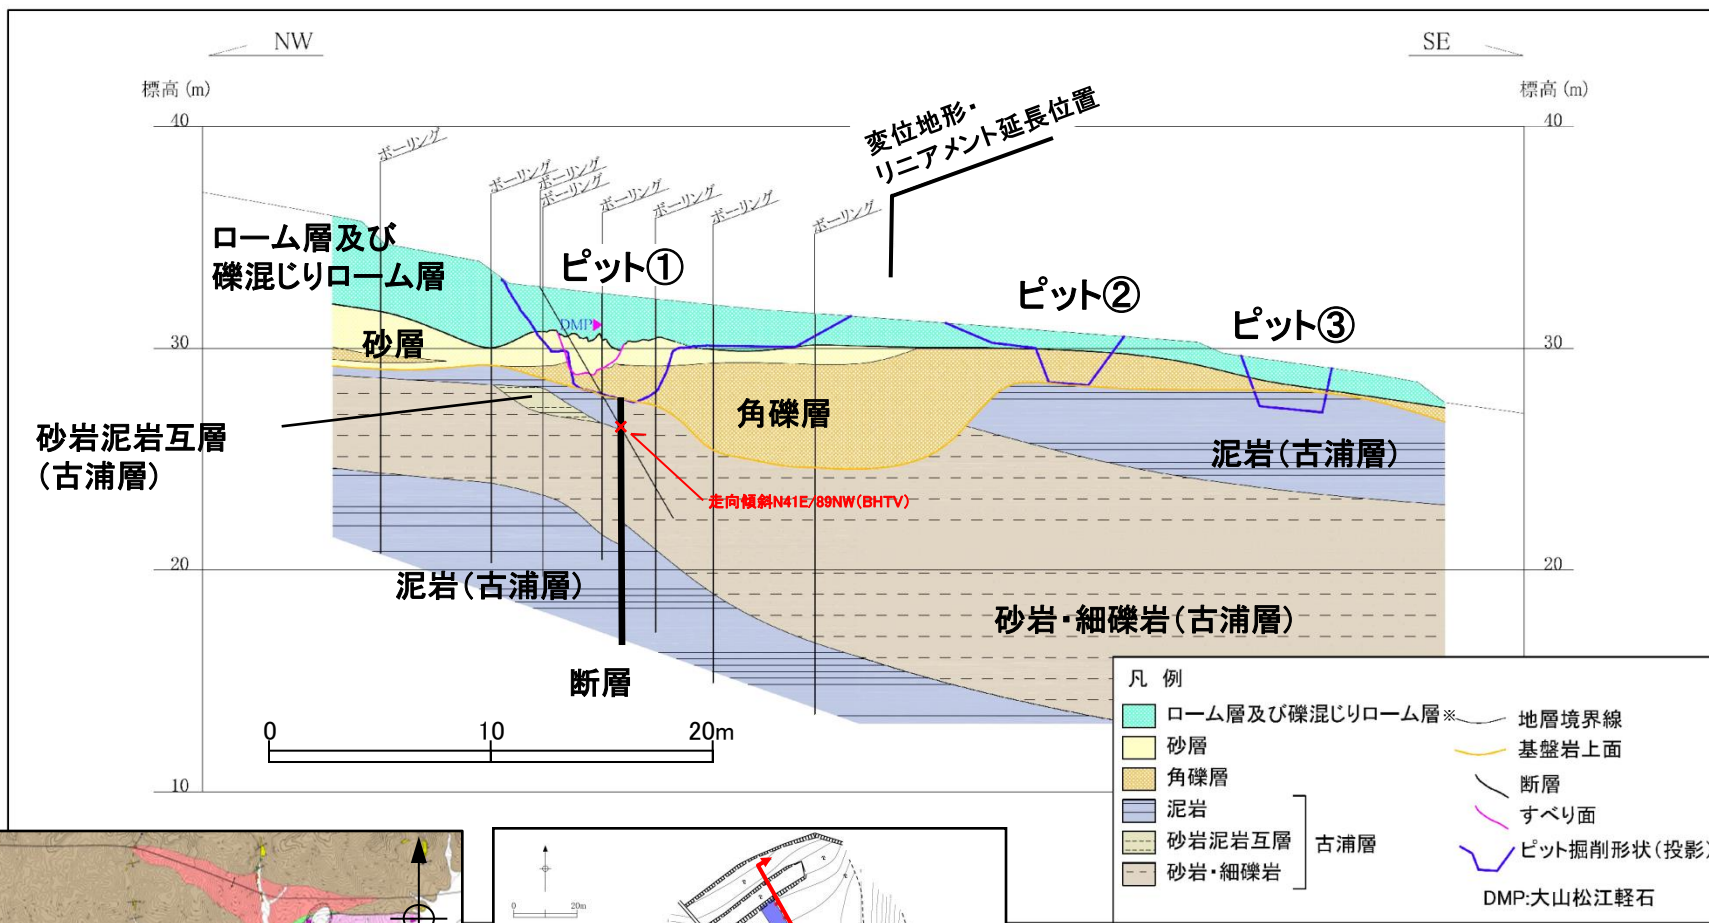 NW
SE
標高(m)
標高(m)
40
40
変位地形・
リニアメント延長位置
ボーリング
ボーリング
ボーリング
ボーリング
ボーリング
ボーリング
ボーリング
ボーリング
ローム層及び
礫混じりローム層
ピット①
ピット②
ピット③
DMP
砂層
30
30
角礫層
砂岩泥岩互層
(古浦層)
泥岩(古浦層)
走向傾斜N41E/89NW(BHTV)
20
20
泥岩(古浦層)
砂岩・細礫岩(古浦層)
断層
0 10 20m
10
凡 例
ローム層及び礫混じりローム層※
砂層
角礫層
泥岩
砂岩泥岩互層
砂岩・細礫岩
古浦層
地層境界線
基盤岩上面
断層
すべり面
ピット掘削形状(投影)
DMP:大山松江軽石
0 20m